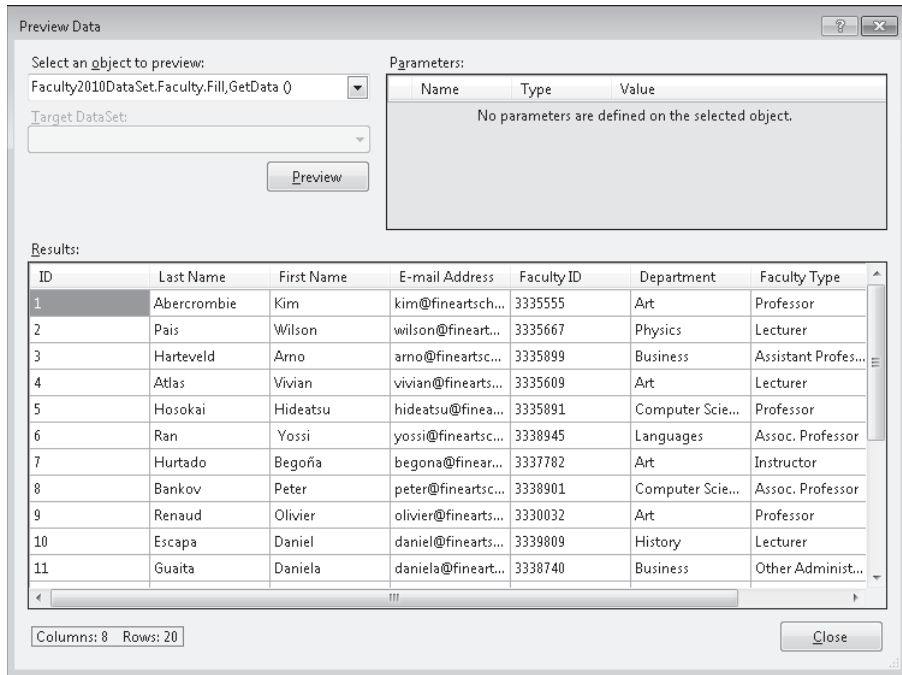 Preview Data
Select an object to preview:
Faculty2010DataSet.Faculty.Fill,GetData ()
Target DataSet:
Preview
Parameters:
Name Type Value
No parameters are defined on the selected object.
Results:
ID Last Name First Name E-mail Address Faculty ID Department Faculty Type
1 Abercrombie Kim kim@fineartsch... 3335555 Art Professor
2 Pais Wilson wilson@fineart... 3335667 Physics Lecturer
3 Harteveld Arno arno@fineartsc... 3335899 Business Assistant Profes...
4 Atlas Vivian vivian@finearts... 3335609 Art Lecturer
5 Hosokai Hideatsu hideatsu@finea... 3335891 Computer Scie... Professor
6 Ran Yossi yossi@fineartsc... 3338945 Languages Assoc. Professor
7 Hurtado Begoña begona@finear... 3337782 Art Instructor
8 Bankov Peter peter@fineartsc... 3338901 Computer Scie... Assoc. Professor
9 Renaud Olivier olivier@finearts... 3330032 Art Professor
10 Escapa Daniel daniel@finearts... 3339809 History Lecturer
11 Guaita Daniela daniela@fineart... 3338740 Business Other Administ...
Columns: 8 Rows: 20
Close